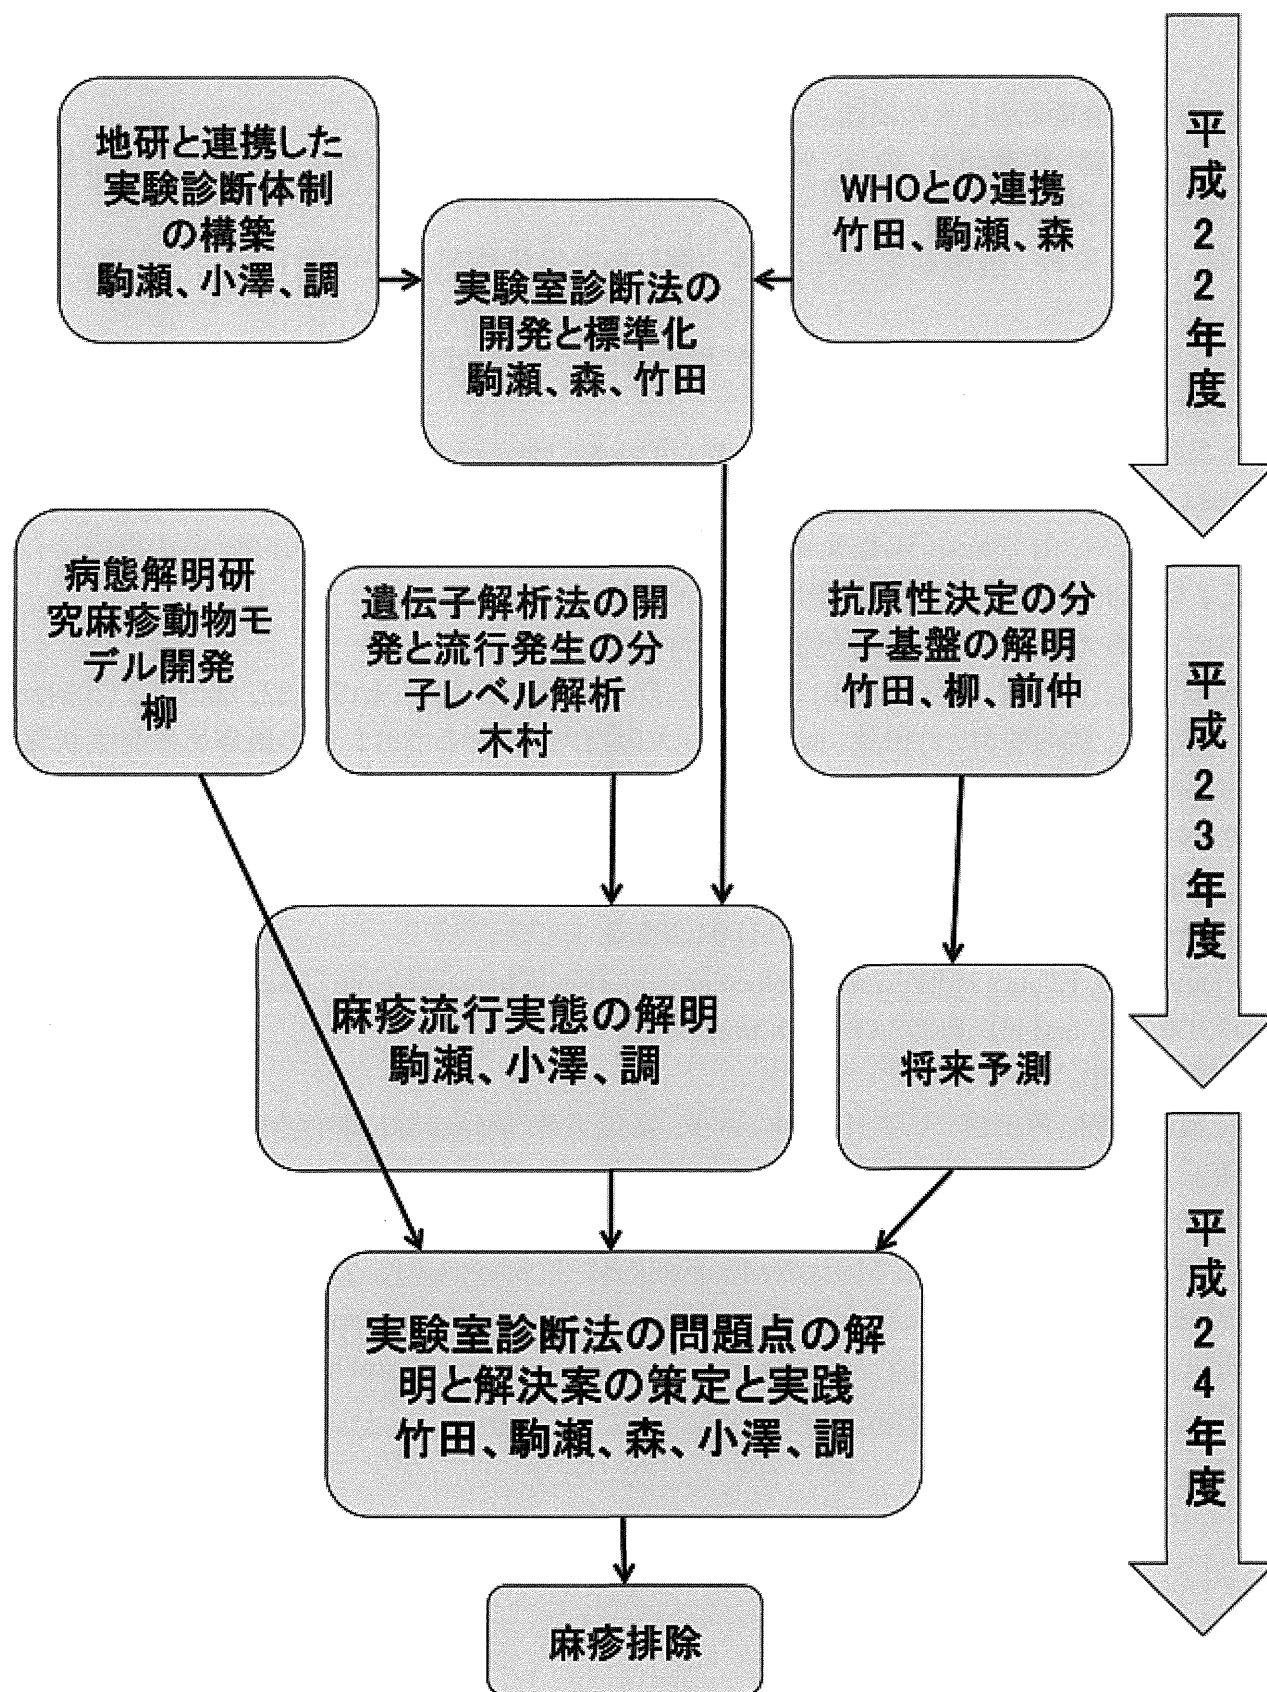 地研と連携した
実験診断体制
の構築
駒瀬、小澤、調
WHOとの連携
竹田、駒瀬、森
実験室診断法の
開発と標準化
駒瀬、森、竹田
平成22年度
病態解明研
究麻疹動物モ
デル開発
柳
遺伝子解析法の開
発と流行発生の分
子レベル解析
木村
抗原性決定の分
子基盤の解明
竹田、柳、前仲
平成23年度
麻疹流行実態の解明
駒瀬、小澤、調
将来予測
実験室診断法の問題点の解
明と解決案の策定と実践
竹田、駒瀬、森、小澤、調
平成24年度
麻疹排除